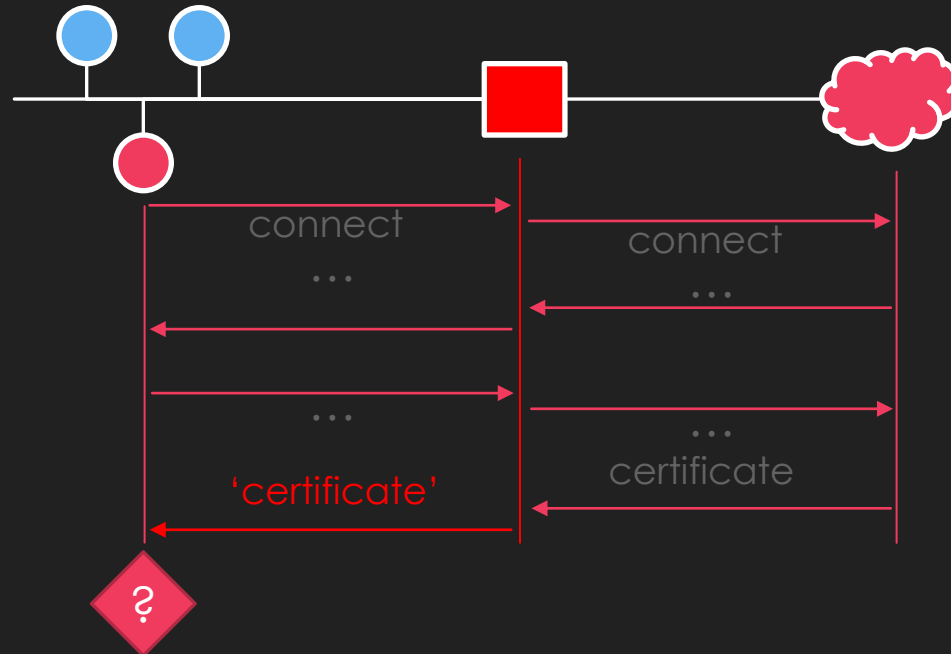 connect
connect
…
…
…
…
certificate
‘certificate’
?